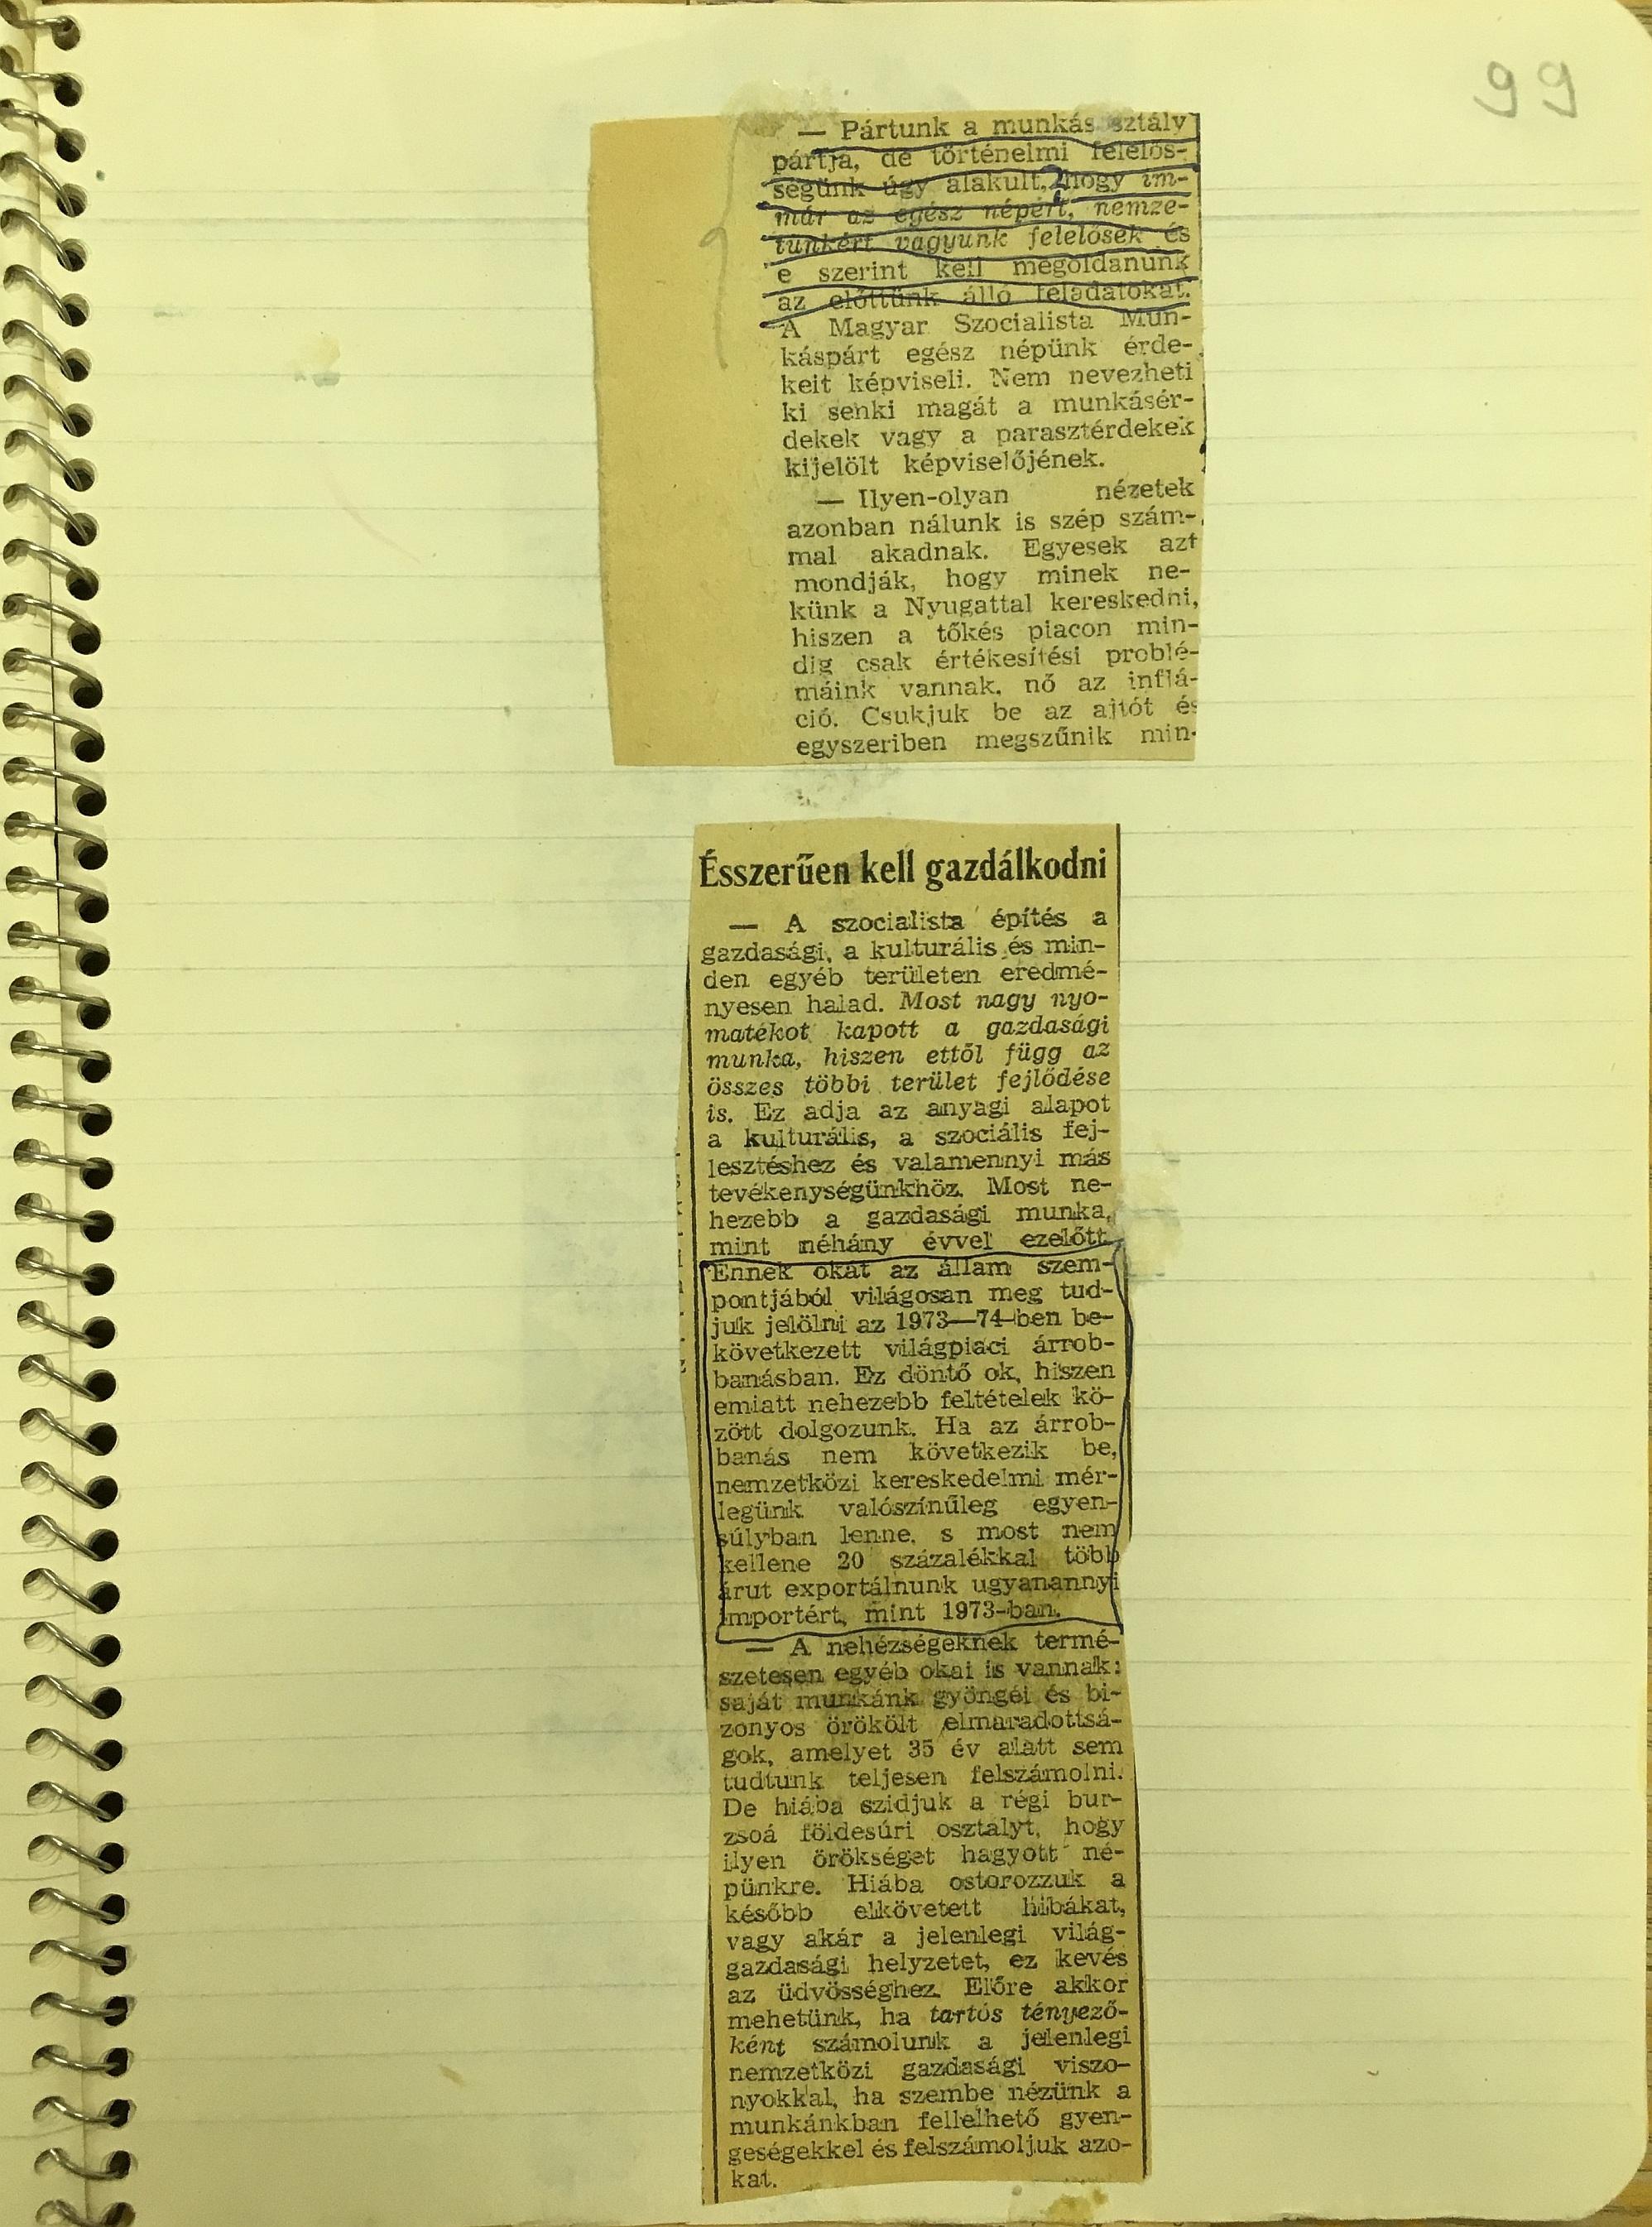 99
— Pártunk a munkásosztály
pártja, de történelmi felelős-
ségünk úgy alakult, hogy im-
már az egész népért, nemze-
tünkért vagyunk felelősek és
e szerint kell megoldanunk
az előttünk álló feladatokat.
A Magyar Szocialista Mun-
káspárt egész népünk érde-
keit képviseli. Nem nevezheti
ki senki magát a munkásér-
dekek vagy a parasztérdekek
kijelölt képviselőjének.
— Ilyen-olyan nézetek
azonban nálunk is szép szám-
mal akadnak. Egyesek azt
mondják, hogy minek ne-
künk a Nyugattal kereskedni,
hiszen a tőkés piacon min-
dig csak értékesítési problé-
máink vannak, nő az inflá-
ció. Csukjuk be az ajtót és
egyszeriben megszűnik min-
Ésszerűen kell gazdálkodni
— A szocialista építés a
gazdasági, a kulturális és min-
den egyéb területen eredmé-
nyesen halad. Most nagy nyo-
matékot kapott a gazdasági
munka, hiszen ettől függ az
összes többi terület fejlődése
is. Ez adja az anyagi alapot
a kulturális, a szociális fej-
lesztéshez és valamennyi más
tevékenységünkhöz. Most ne-
hezebb a gazdasági munka,
mint néhány évvel ezelőtt.
Ennek okát az állam szem-
pontjából világosan meg tud-
juk jelölni az 1973—74-ben be-
következett világpiaci árrob-
banásban. Ez döntő ok, hiszen
emiatt nehezebb feltételek kö-
zött dolgozunk. Ha az árrob-
banás nem következik be,
nemzetközi kereskedelmi mér-
legünk valószínűleg egyen-
súlyban lenne, s most nem
kellene 20 százalékkal több
árut exportálnunk ugyanannyi
importért, mint 1973-ban.
— A nehézségeknek termé-
szetesen egyéb okai is vannak:
saját munkánk gyöngéi és bi-
zonyos örökölt elmaradottsá-
gok, amelyet 35 év alatt sem
tudtunk teljesen felszámolni.
De hiába szidjuk a régi bur-
zsoá földesúri osztályt, hogy
ilyen örökséget hagyott né-
pünkre. Hiába ostorozzuk a
később elkövetett hibákat,
vagy akár a jelenlegi világ-
gazdasági helyzetet, ez kevés
az üdvösséghez. Előre akkor
mehetünk, ha tartós tényező-
ként számolunk a jelenlegi
nemzetközi gazdasági viszo-
nyokkal, ha szembe nézünk a
munkánkban fellelhető gyen-
geségekkel és felszámoljuk azo-
kat.